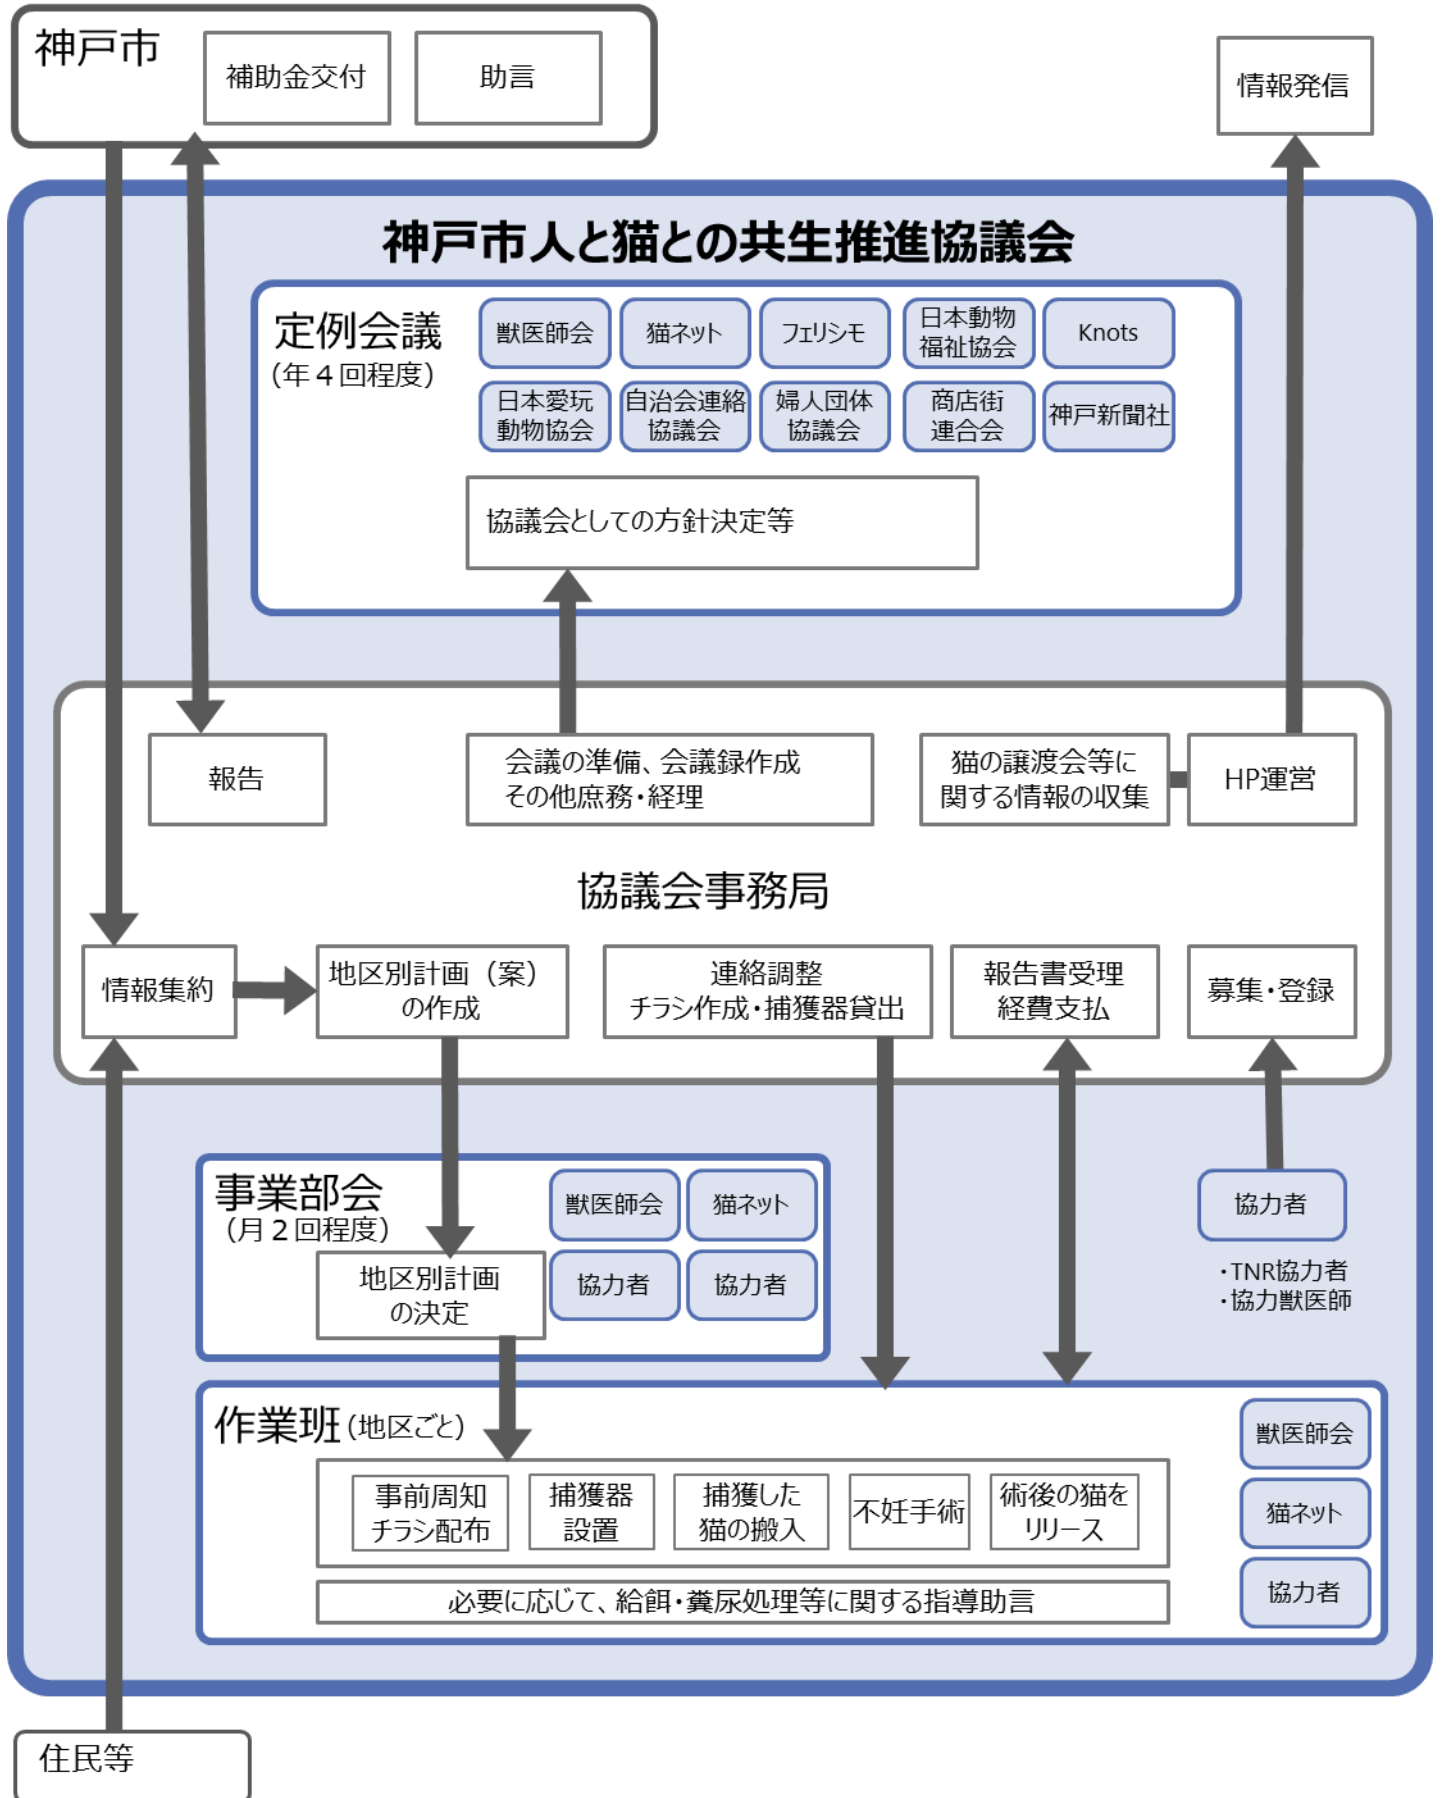 神戸市
補助金交付
助言
情報発信
神戸市人と猫との共生推進協議会
定例会議
(年４回程度)
獣医師会
猫ネット
フェリシモ
日本動物
福祉協会
Knots
日本愛玩
動物協会
自治会連絡
協議会
婦人団体
協議会
商店街
連合会
神戸新聞社
協議会としての方針決定等
報告
会議の準備、会議録作成
その他庶務・経理
猫の譲渡会等に
関する情報の収集
HP運営
協議会事務局
情報集約
地区別計画（案）
の作成
連絡調整
チラシ作成・捕獲器貸出
報告書受理
経費支払
募集・登録
事業部会
(月２回程度)
獣医師会
猫ネット
協力者
協力者
地区別計画
の決定
協力者
・TNR協力者
・協力獣医師
作業班(地区ごと)
事前周知
チラシ配布
捕獲器
設置
捕獲した
猫の搬入
不妊手術
術後の猫を
リリース
必要に応じて、給餌・糞尿処理等に関する指導助言
獣医師会
猫ネット
協力者
住民等